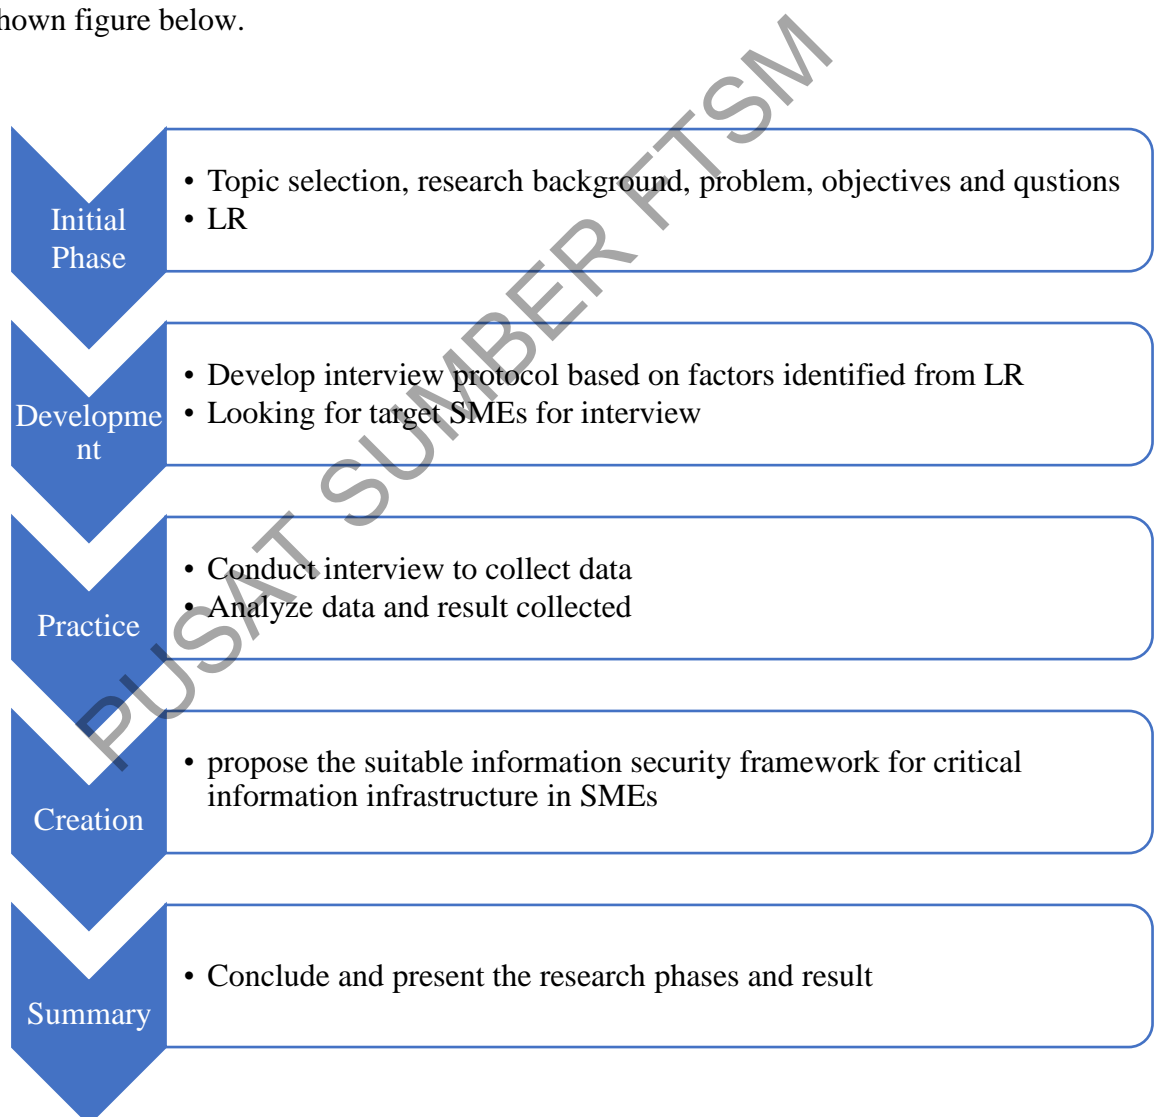 hown figure below.
Initial
Phase
• Topic selection, research background, problem, objectives and qustions
• LR
Developme
nt
• Develop interview protocol based on factors identified from LR
• Looking for target SMEs for interview
Practice
• Conduct interview to collect data
• Analyze data and result collected
Creation
• propose the suitable information security framework for critical
information infrastructure in SMEs
Summary
• Conclude and present the research phases and result
PUSAT SUMBER FTSM